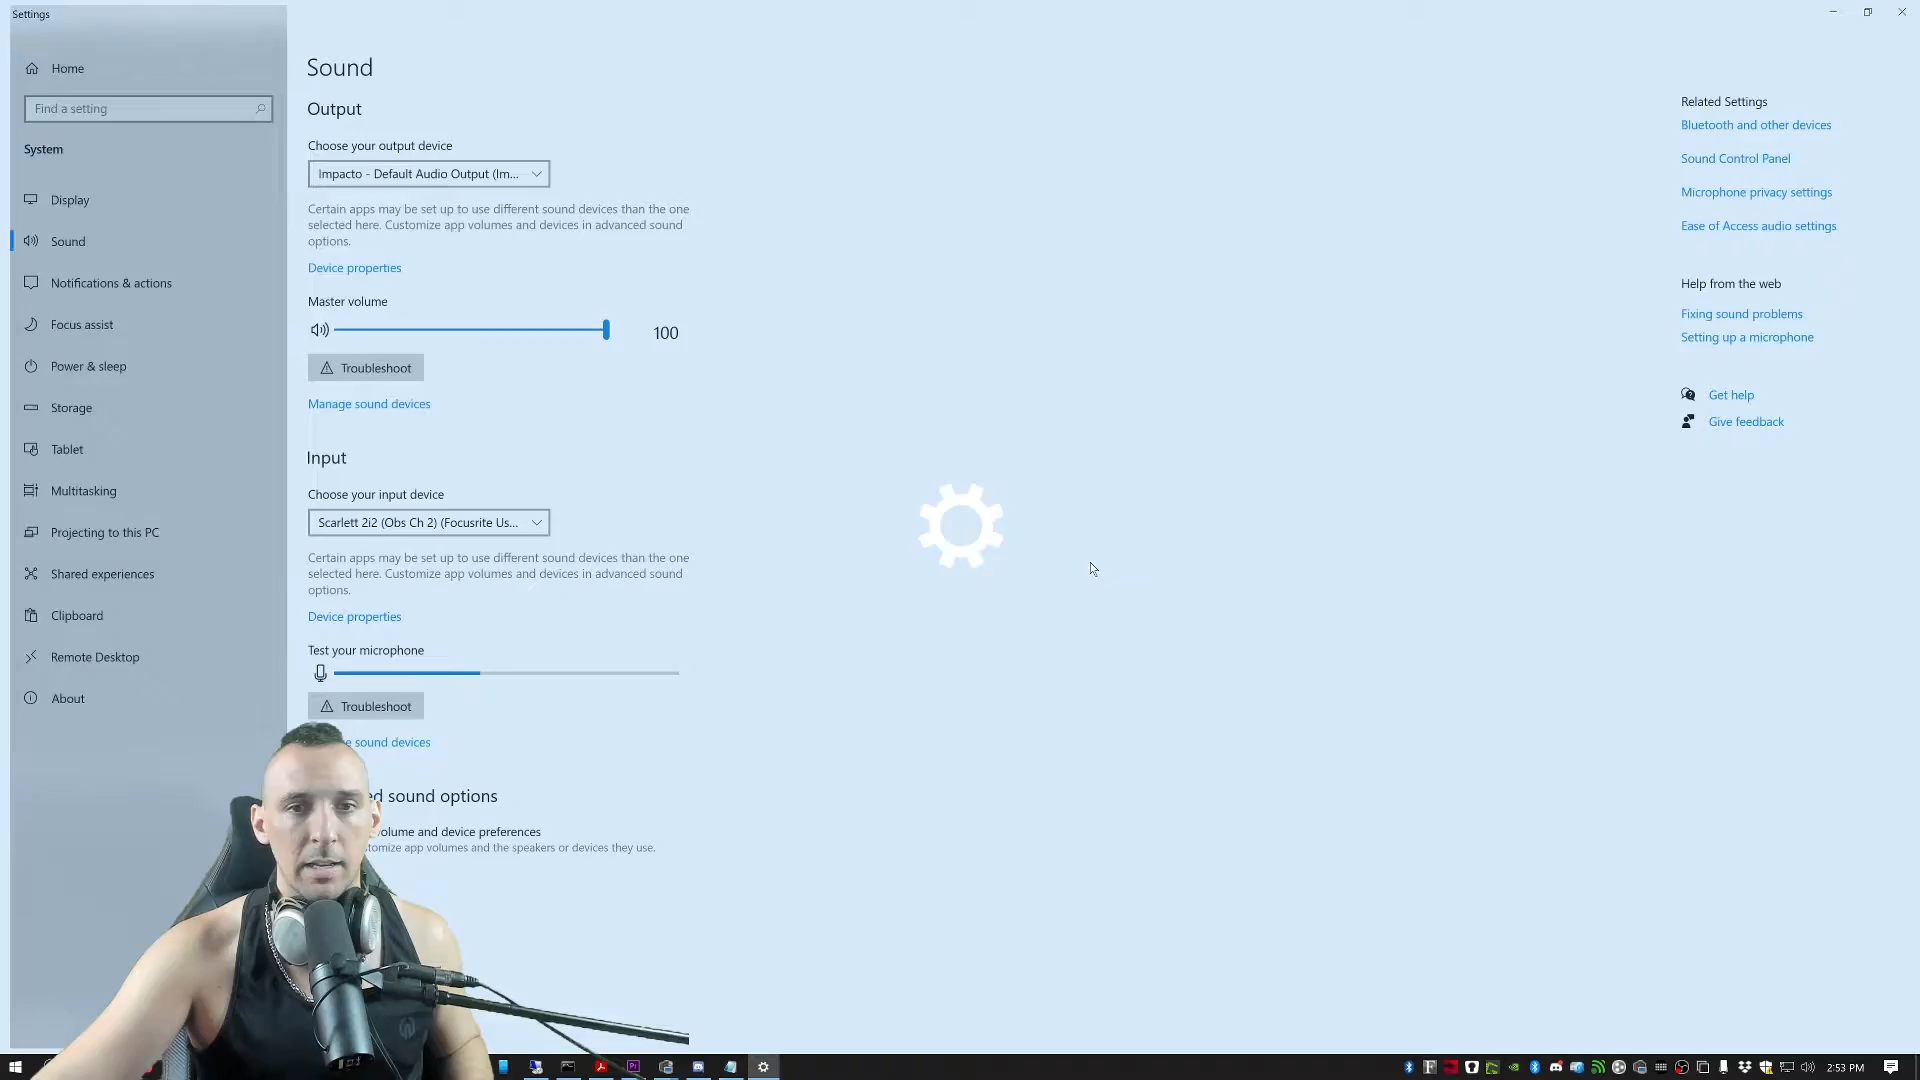 Settings
Home
Find a setting
System
Display
Sound
Notifications & actions
Focus assist
Power & sleep
Storage
Tablet
Multitasking
Projecting to this PC
Shared experiences
Clipboard
Remote Desktop
About
Sound
Output
Choose your output device
Impacto - Default Audio Output (Im...
Certain apps may be set up to use different sound devices than the one
selected here. Customize app volumes and devices in advanced sound
options.
Device properties
Master volume
100
Troubleshoot
Manage sound devices
Input
Choose your input device
Scarlett 2i2 (Obs Ch 2) (Focusrite Us...
Certain apps may be set up to use different sound devices than the one
selected here. Customize app volumes and devices in advanced sound
options.
Device properties
Test your microphone
Troubleshoot
e sound devices
ed sound options
olume and device preferences
tomize app volumes and the speakers or devices they use.
Related Settings
Bluetooth and other devices
Sound Control Panel
Microphone privacy settings
Ease of Access audio settings
Help from the web
Fixing sound problems
Setting up a microphone
Get help
Give feedback
Pr
2:53 PM